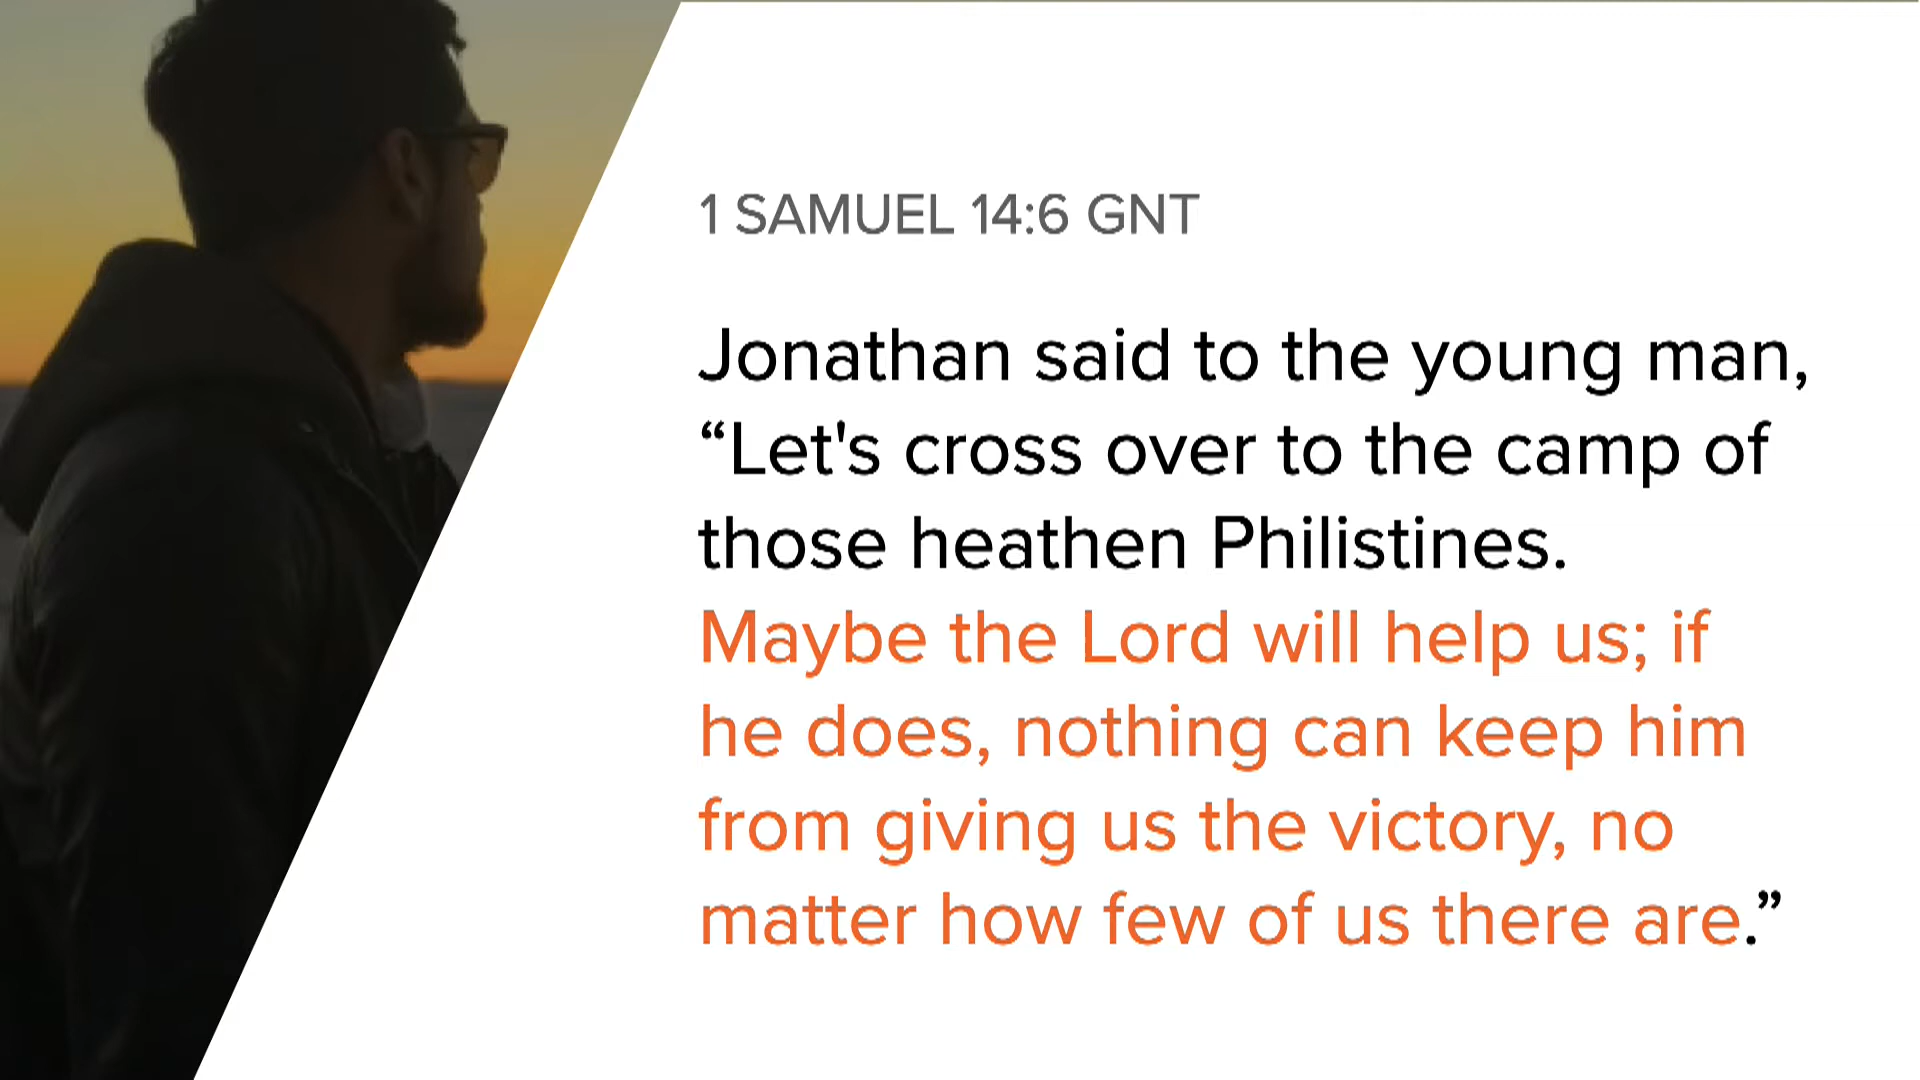 1 SAMUEL 14:6 GNT
Jonathan said to the young man,
“Let's cross over to the camp of
those heathen Philistines.
Maybe the Lord will help us; if
he does, nothing can keep him
from giving us the victory, no
matter how few of us there are.”